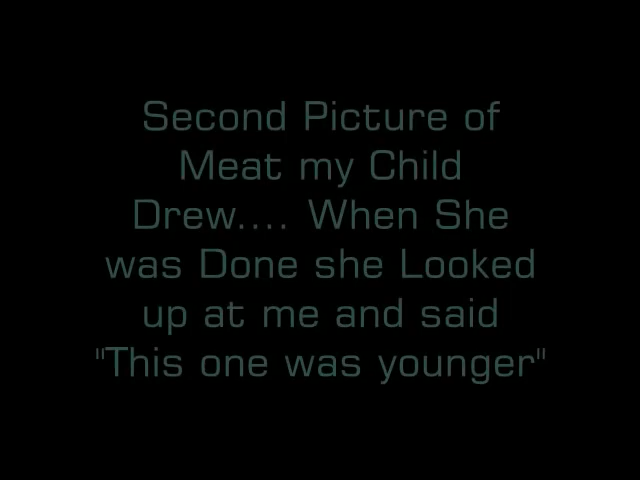 Second Picture of
Meat my Child
Drew.... When She
was Done she Looked
up at me and said
"This one was younger"